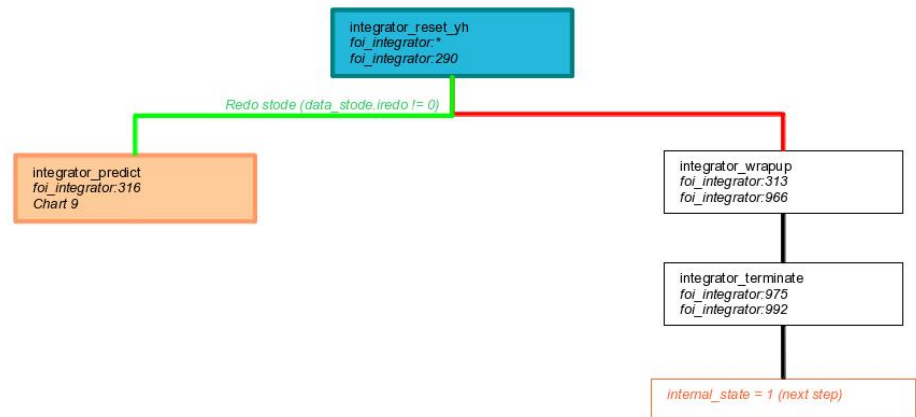 integrator_reset_yh
foi_integrator:*
foi_integrator:290
Redo stode (data_stode.iredo != 0)
integrator_predict
foi_integrator:316
Chart 9
integrator_wrapup
foi_integrator:313
foi_integrator:966
integrator_terminate
foi_integrator:975
foi_integrator:992
internal_state = 1 (next step)